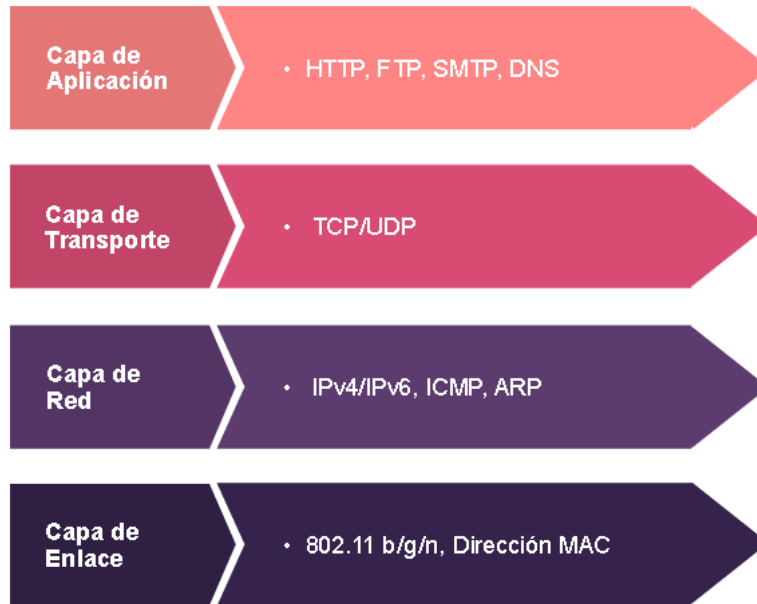 Capa de
Aplicación
• HTTP, FTP, SMTP, DNS
Capa de
Transporte
• TCP/UDP
Capa de
Red
• IPv4/IPv6, ICMP, ARP
Capa de
Enlace
• 802.11 b/g/n, Dirección MAC